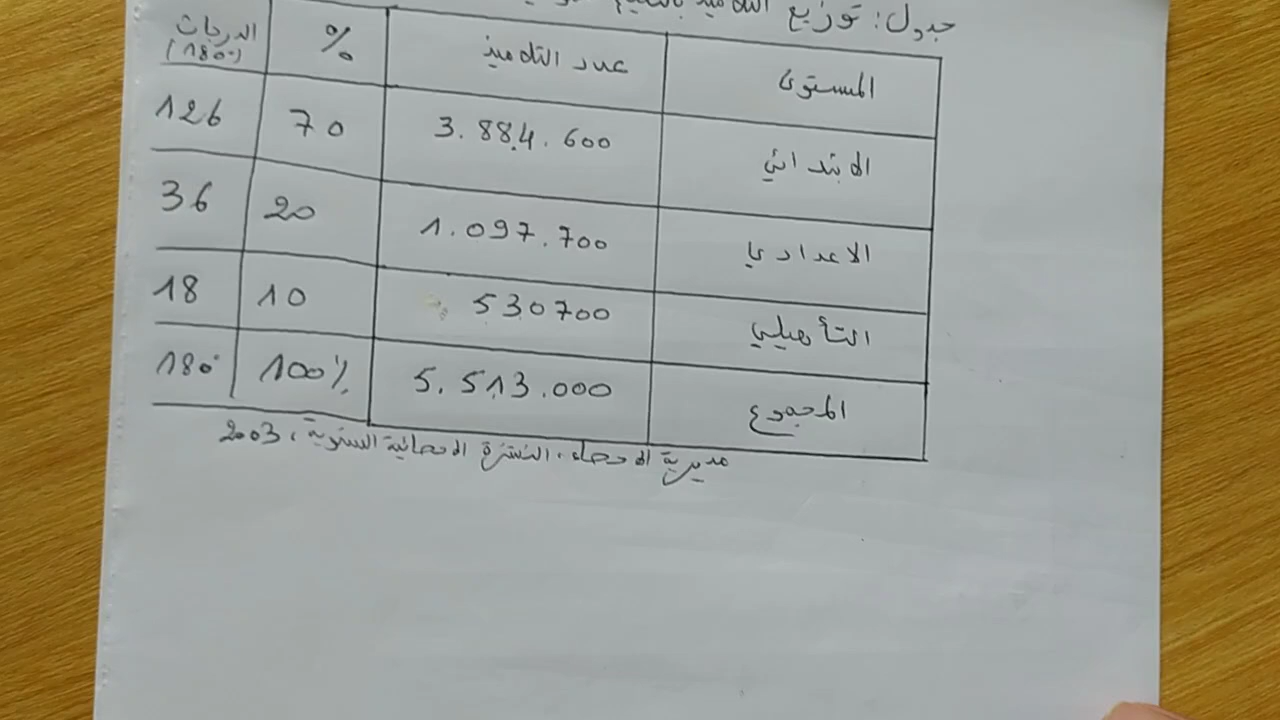 جدول: توزيع التلاميذ
المستوى عدد التلاميذ % الدرجات (180°)
الابتدائي 3.884.600 70 126
الاعدادي 1.097.700 20 36
التأهيلي 530700 10 18
المجموع 5.513.000 100% 180°
مديرية الاحصاء، النشرة الاحصائية السنوية، 2003